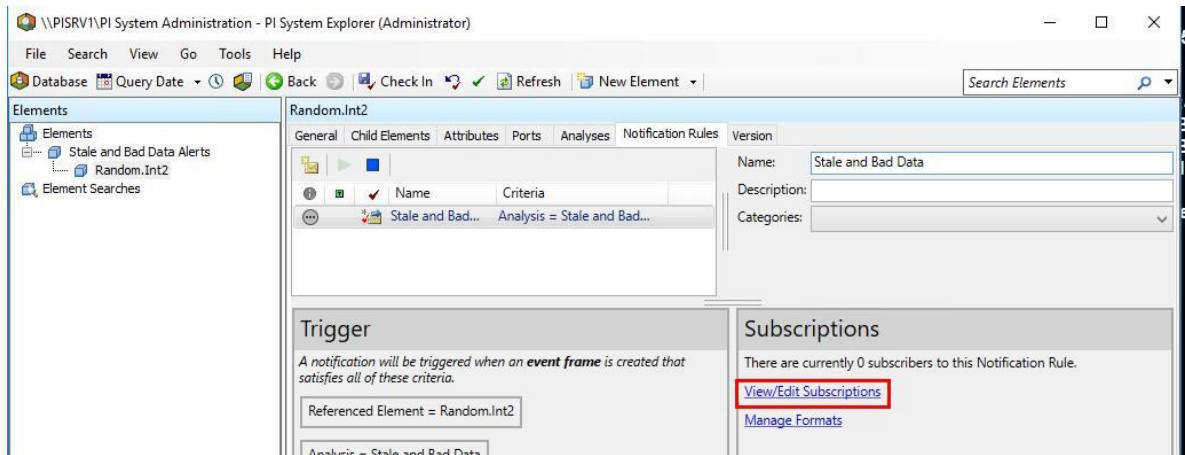 \\PISRV1\PI System Administration - PI System Explorer (Administrator)
File Search View Go Tools Help
Database Query Date Back Check In Refresh New Element Search Elements
Elements
Elements
Stale and Bad Data Alerts
Random.Int2
Element Searches
Random.Int2
General Child Elements Attributes Ports Analyses Notification Rules Version
Name Criteria
Stale and Bad... Analysis = Stale and Bad...
Name: Stale and Bad Data
Description:
Categories:
Trigger
A notification will be triggered when an event frame is created that
satisfies all of these criteria.
Referenced Element = Random.Int2
Analysis = Stale and Bad Data
Subscriptions
There are currently 0 subscribers to this Notification Rule.
View/Edit Subscriptions
Manage Formats